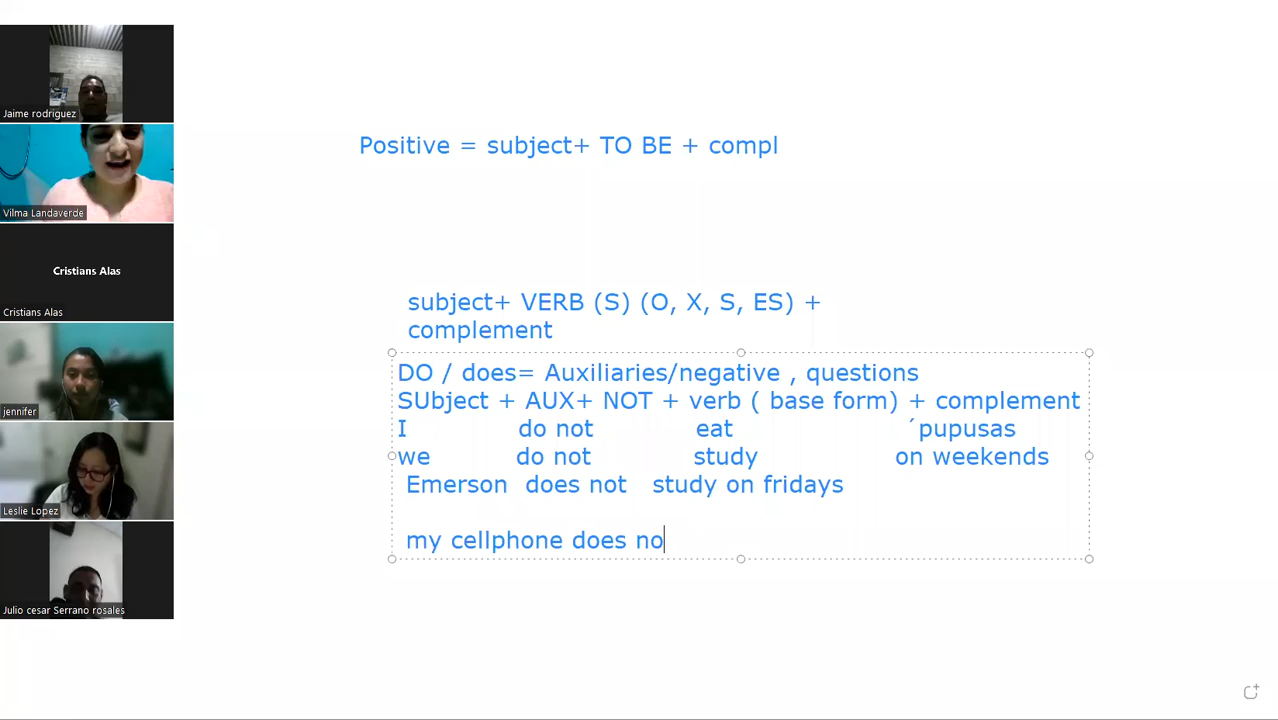 Jaime rodriguez
Vilma Landaverde
Cristians Alas
Cristians Alas
jennifer
Leslie Lopez
Julio cesar Serrano rosales
Positive = subject+ TO BE + compl
subject+ VERB (S) (O, X, S, ES) +
complement
DO / does= Auxiliaries/negative , questions
SUbject + AUX+ NOT + verb ( base form) + complement
I do not eat ´pupusas
we do not study on weekends
Emerson does not study on fridays
my cellphone does no